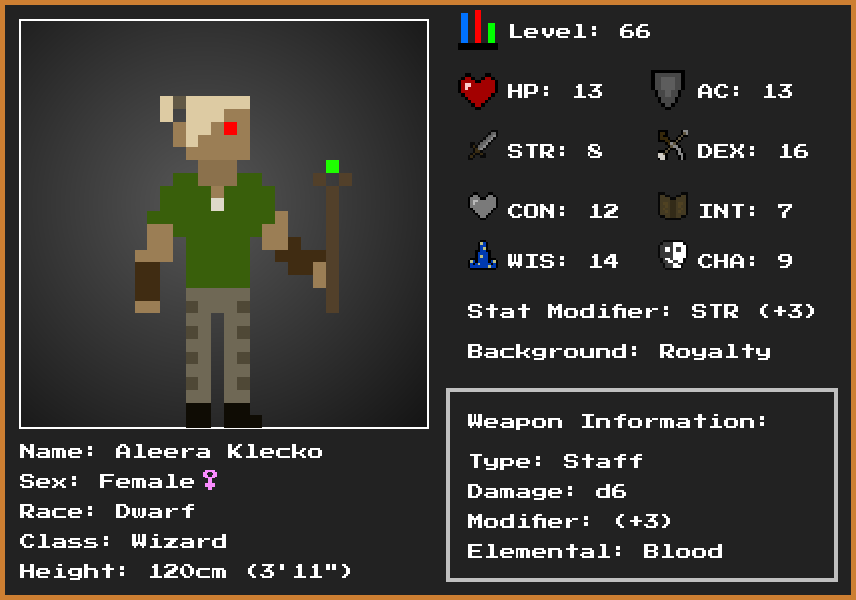 Level: 66
HP: 13
AC: 13
STR: 8
DEX: 16
CON: 12
INT: 7
WIS: 14
CHA: 9
Stat Modifier: STR (+3)
Background: Royalty
Weapon Information:
Type: Staff
Damage: d6
Modifier: (+3)
Elemental: Blood
Name: Aleera Klecko
Sex: Female♀
Race: Dwarf
Class: Wizard
Height: 120cm (3'11")